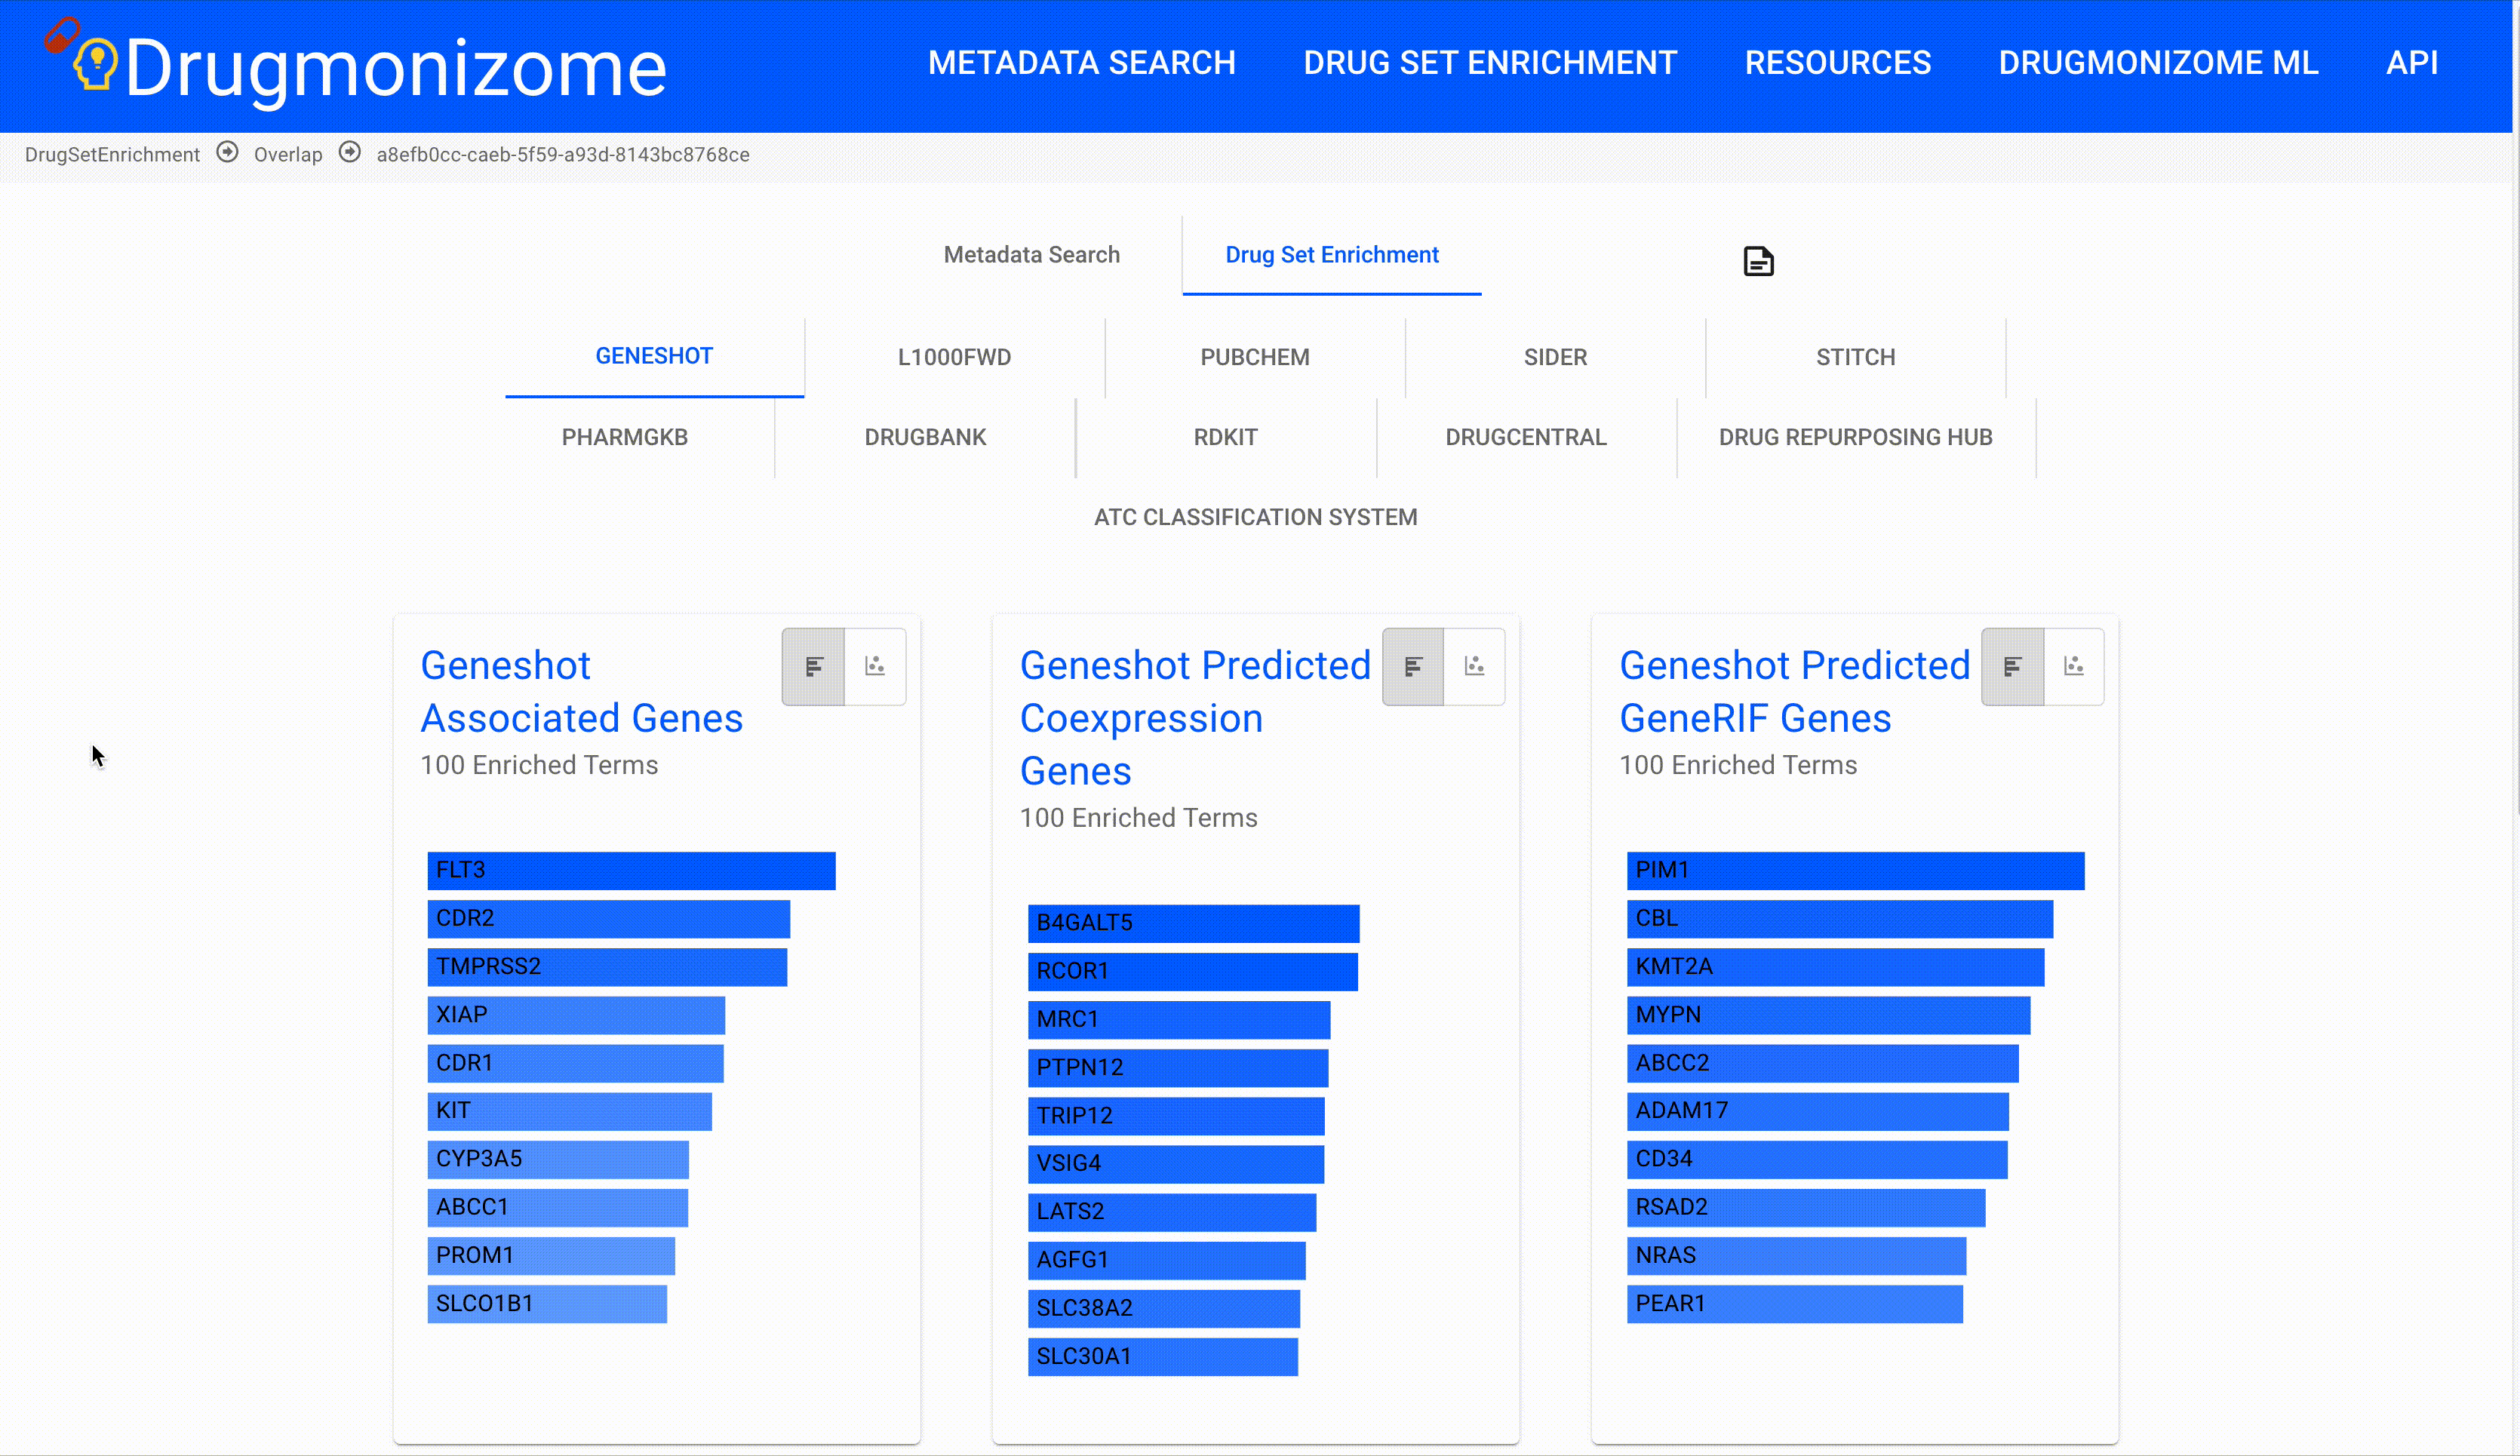 Drugmonizome
METADATA SEARCH DRUG SET ENRICHMENT RESOURCES DRUGMONIZOME ML API
DrugSetEnrichment Overlap a8efb0cc-caeb-5f59-a93d-8143bc8768ce
Metadata Search Drug Set Enrichment
GENESHOT L1000FWD PUBCHEM SIDER STITCH
PHARMGKB DRUGBANK RDKIT DRUGCENTRAL DRUG REPURPOSING HUB
ATC CLASSIFICATION SYSTEM
Geneshot
Associated Genes
100 Enriched Terms
FLT3
CDR2
TMPRSS2
XIAP
CDR1
KIT
CYP3A5
ABCC1
PROM1
SLCO1B1
Geneshot Predicted
Coexpression
Genes
100 Enriched Terms
B4GALT5
RCOR1
MRC1
PTPN12
TRIP12
VSIG4
LATS2
AGFG1
SLC38A2
SLC30A1
Geneshot Predicted
GeneRIF Genes
100 Enriched Terms
PIM1
CBL
KMT2A
MYPN
ABCC2
ADAM17
CD34
RSAD2
NRAS
PEAR1